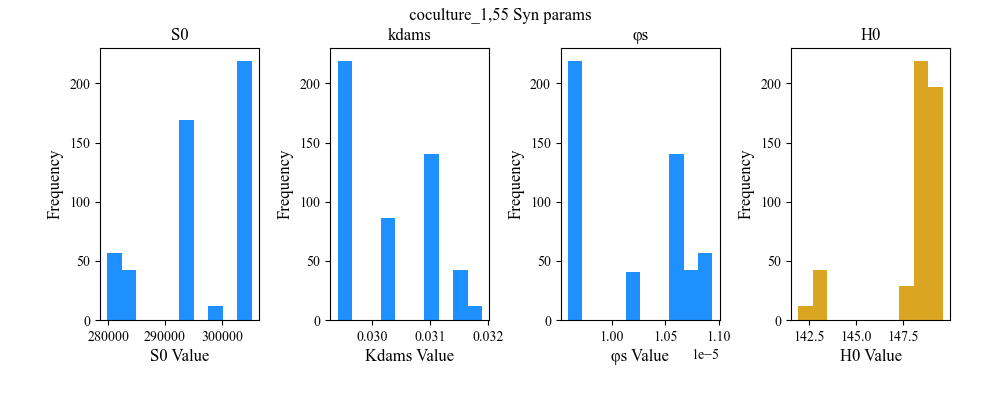 coculture_1,55 Syn params
S0
kdams
φs
H0
Frequency
200
150
100
50
0
280000
290000
300000
S0 Value
Frequency
200
150
100
50
0
0.030
0.031
0.032
Kdams Value
Frequency
200
150
100
50
0
1.00
1.05
1.10
1e−5
φs Value
Frequency
200
150
100
50
0
142.5
145.0
147.5
H0 Value